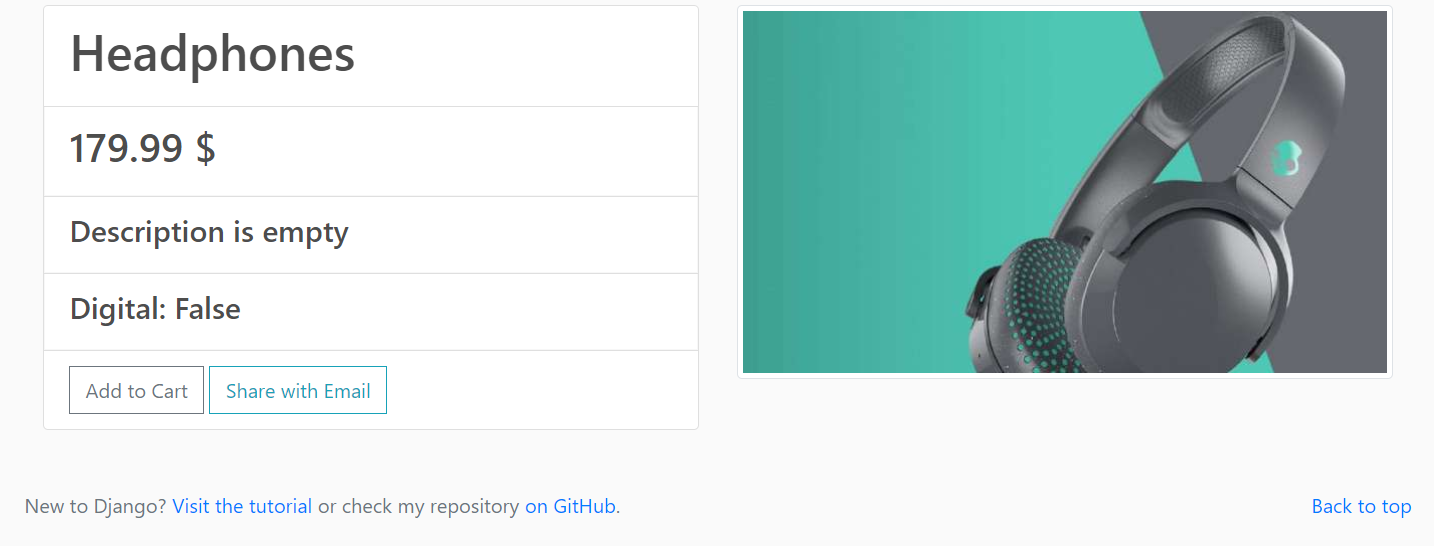 Headphones
179.99 $
Description is empty
Digital: False
Add to Cart Share with Email
New to Django? Visit the tutorial or check my repository on GitHub.
Back to top